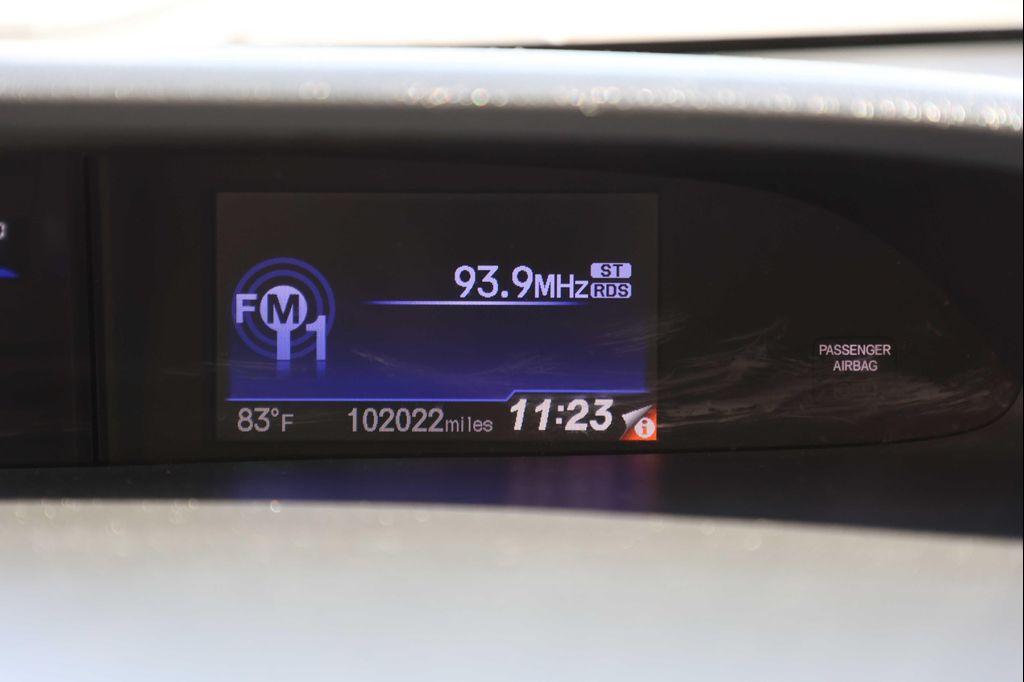 93.9MHz ST
RDS
FM1
83°F 102022miles 11:23 i
PASSENGER
AIRBAG